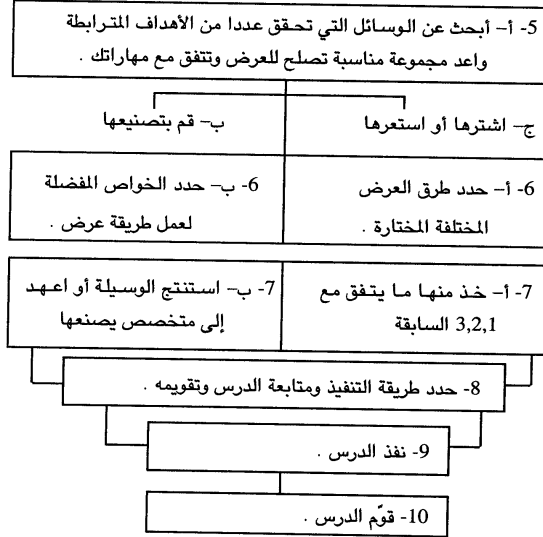 5- أ- أبحث عن الوسائل التي تحقق عددا من الأهداف المترابطة
واعد مجموعة مناسبة تصلح للعرض وتتفق مع مهاراتك .
ج- اشترها أو استعرها
ب- قم بتصنيعها
6- أ- حدد طرق العرض
المختلفة المختارة .
6- ب- حدد الخواص المفضلة
لعمل طريقة عرض .
7- أ- خذ منها ما يتفق مع
3,2,1 السابقة
7- ب- استنتج الوسيلة أو اعهد
إلى متخصص يصنعها
8- حدد طريقة التنفيذ ومتابعة الدرس وتقويمه .
9- نفذ الدرس .
10- قوّم الدرس .